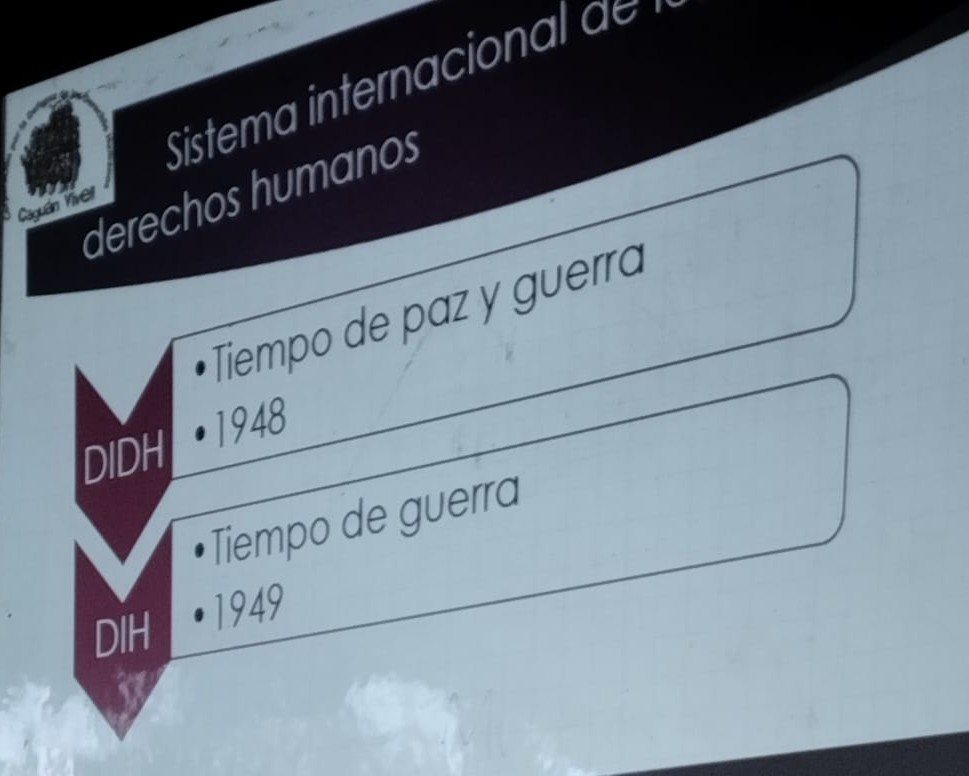 Sistema internacional de
derechos humanos
Caguán Vive!!
• Tiempo de paz y guerra
• 1948
DIDH
• Tiempo de guerra
• 1949
DIH